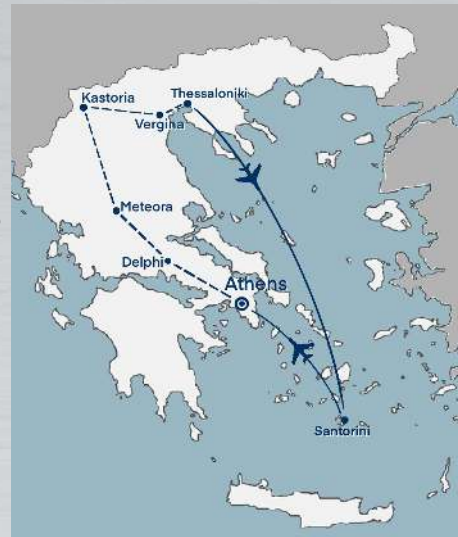 Thessaloniki
Kastoria
Vergina
Meteora
Delphi
Athens
Santorini